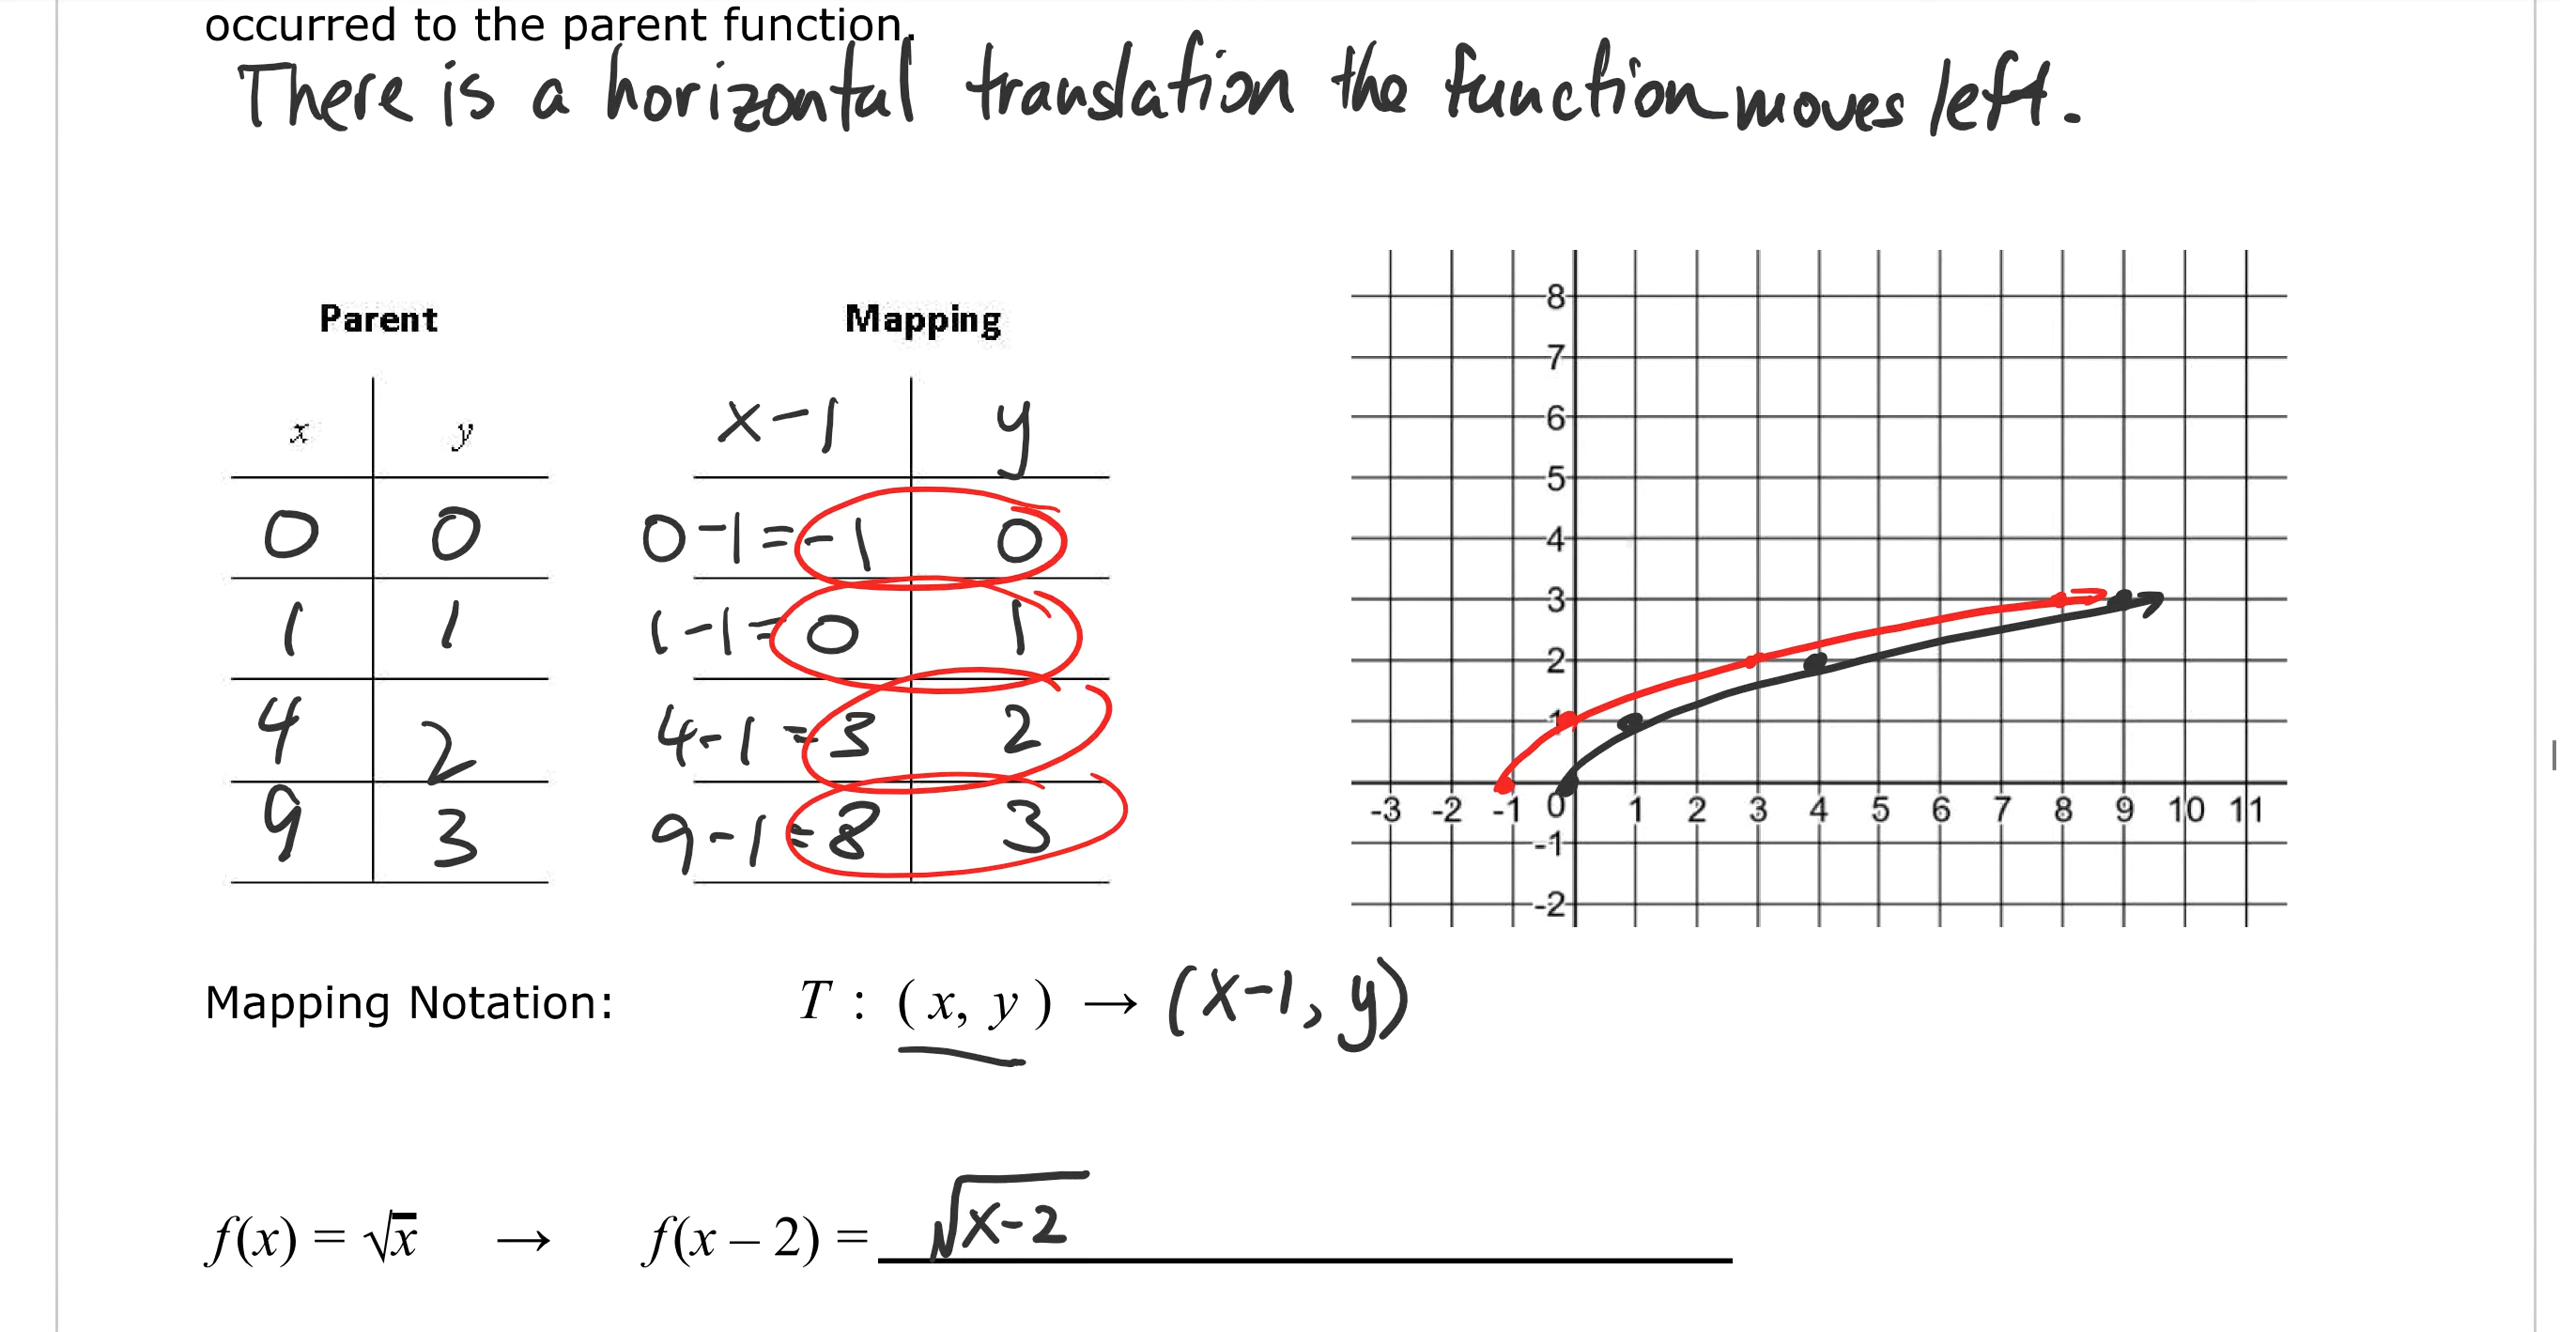 occurred to the parent function.
There is a horizontal translation the function moves left.
Parent Mapping
x y x-1 y
0 0 0-1=-1 0
1 1 1-1=0 1
4 2 4-1=3 2
9 3 9-1=8 3
8
7
6
5
4
3
2
1
-3 -2 -1 0 1 2 3 4 5 6 7 8 9 10 11
-1
-2
Mapping Notation: T : ( x, y ) → (x-1, y)
f(x) = √x → f(x – 2) = √x-2